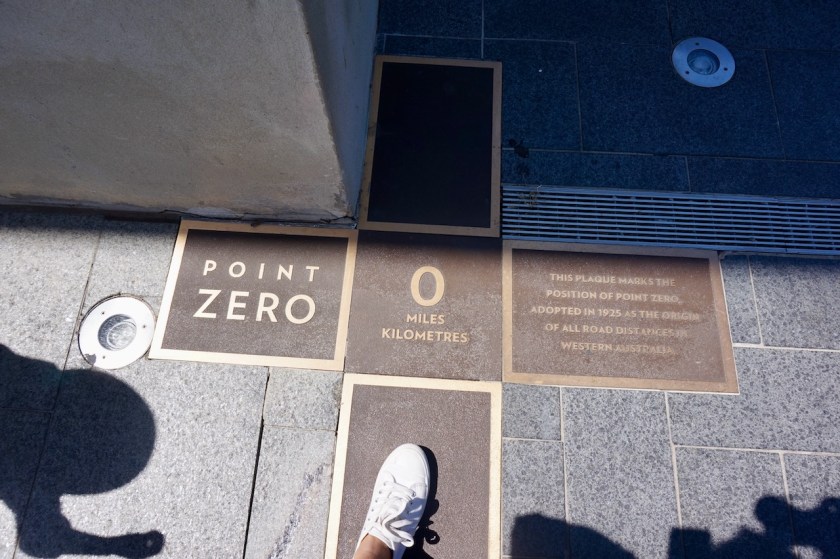 POINT
ZERO
0
MILES
KILOMETRES
THIS PLAQUE MARKS THE
POSITION OF POINT ZERO,
ADOPTED IN 1925 AS THE ORIGIN
OF ALL ROAD DISTANCES IN
WESTERN AUSTRALIA